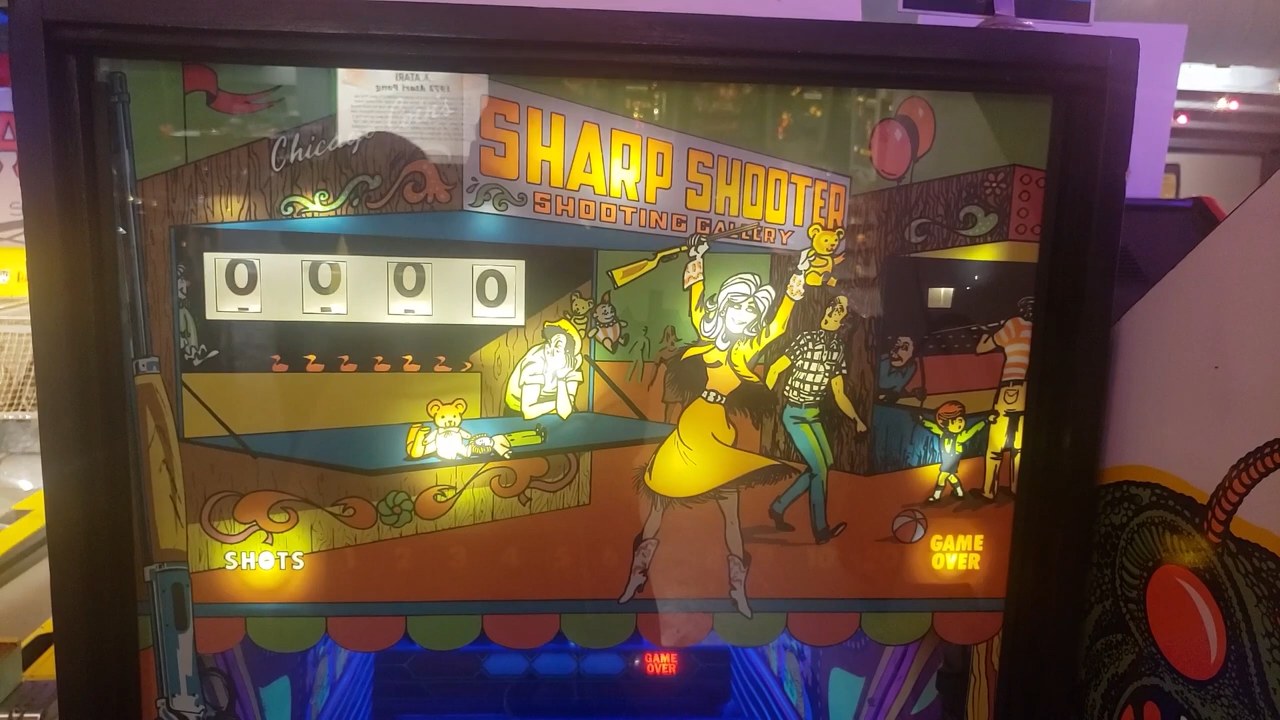 Chicago Coin's
SHARP SHOOTER
SHOOTING GALLERY
0 0 0 0
SHOTS
GAME
OVER
GAME
OVER